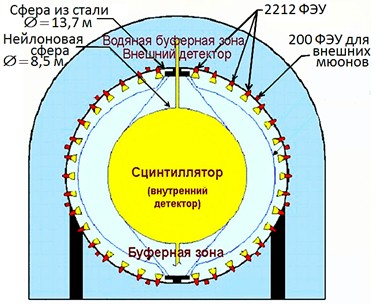 Сфера из стали
Ø=13,7 м
Нейлоновая
сфера
Ø=8,5 м
Водяная буферная зона
Внешний детектор
2212 ФЭУ
200 ФЭУ для
внешних
мюонов
Сцинтиллятор
(внутренний
детектор)
Буферная зона